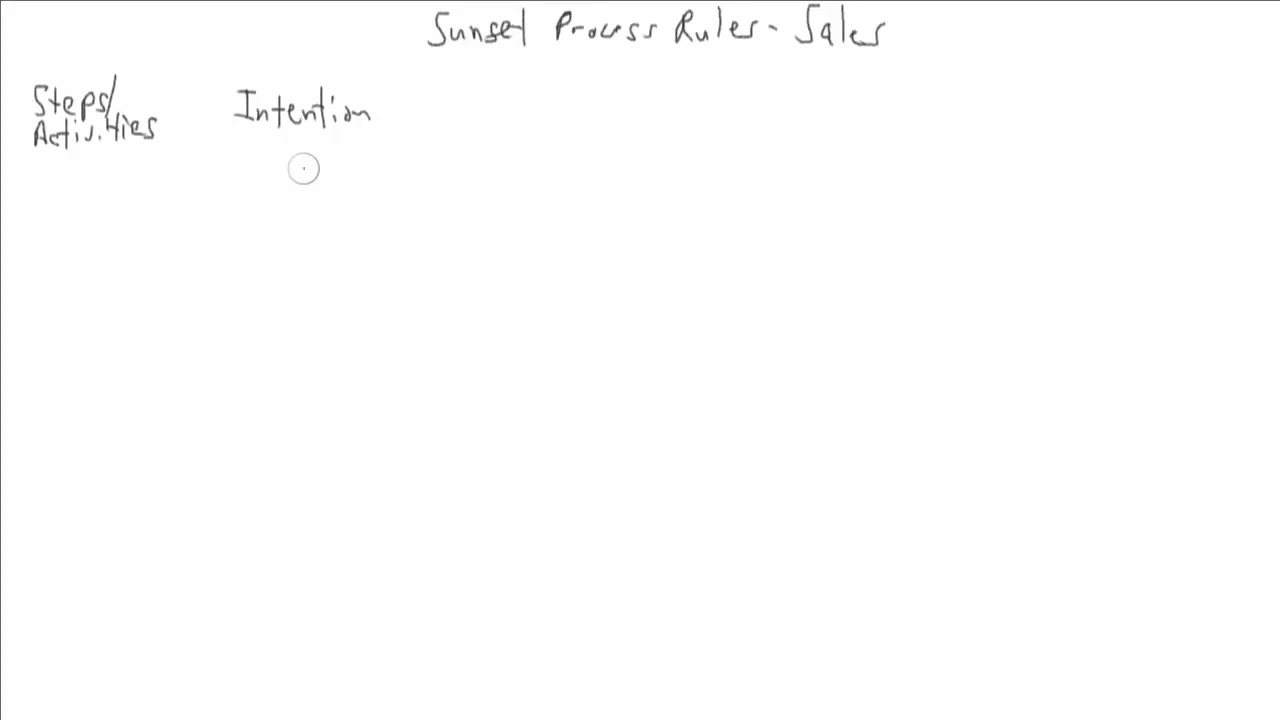 Sunset Process Rules - Sales
Steps/
Activities
Intention